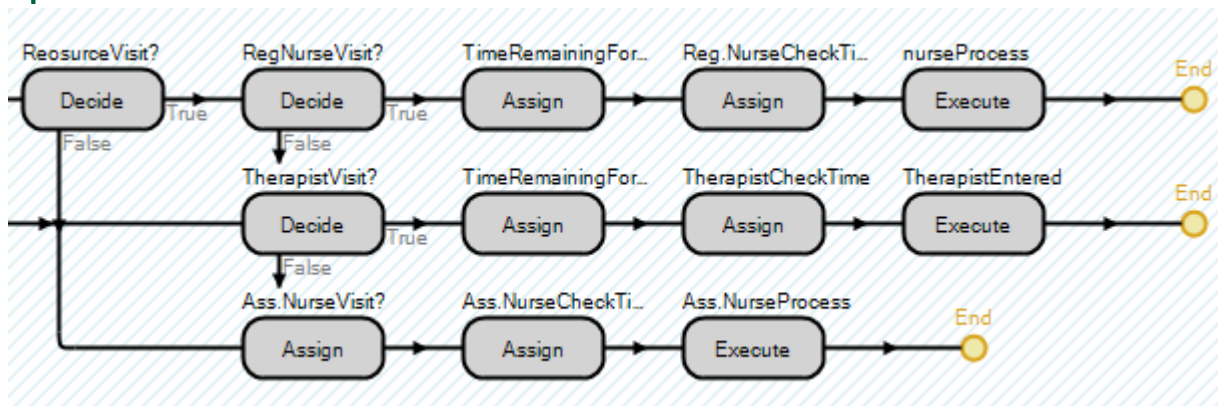 ReosurceVisit? RegNurseVisit? TimeRemainingFor... Reg.NurseCheckTi... nurseProcess End
Decide True Decide True Assign Assign Execute
False False
TherapistVisit? TimeRemainingFor... TherapistCheckTime TherapistEntered End
Decide True Assign Assign Execute
False
Ass.NurseVisit? Ass.NurseCheckTi... Ass.NurseProcess End
Assign Assign Execute